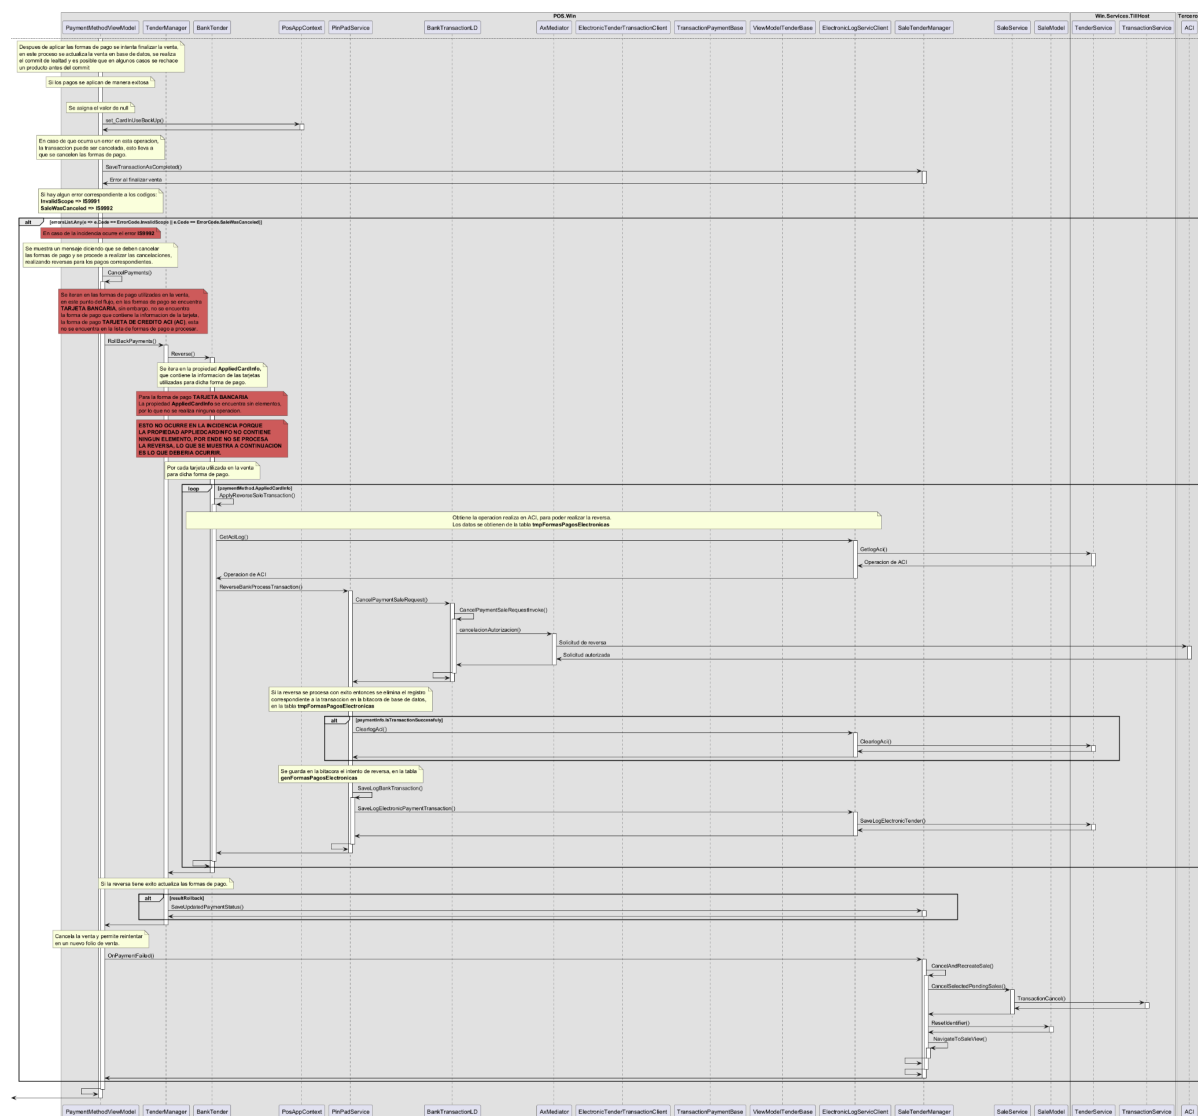 POS.Win
Win.Services.TillHost
Tercero
PaymentMethodViewModel
TenderManager
BankTender
PosAppContext
PinPadService
BankTransactionLD
AxMediator
ElectronicTenderTransactionClient
TransactionPaymentBase
ViewModelTenderBase
ElectronicLogServicClient
SaleTenderManager
SaleService
SaleModel
TenderService
TransactionService
ACI
Despues de aplicar las formas de pago se intenta finalizar la venta,
en este proceso se actualiza la venta en base de datos, se realiza
el commit de lealtad y es posible que en algunos casos se rechace
un producto antes del commit
Si los pagos se aplican de manera exitosa
Se asigna el valor de null
set_CardInUseBackUp()
En caso de que ocurra un error en esta operacion,
la transaccion puede ser cancelada, esto lleva a
que se cancelen las formas de pago.
SaveTransactionAsCompleted()
Error al finalizar venta
Si hay algun error correspondiente a los codigos:
InvalidScope => IS9991
SaleWasCanceled => IS9992
alt
[errorsList.Any(e => e.Code == ErrorCode.InvalidScope || e.Code == ErrorCode.SaleWasCanceled)]
En caso de la incidencia ocurre el error IS9992
Se muestra un mensaje diciendo que se deben cancelar
las formas de pago y se procede a realizar las cancelaciones,
realizando reversas para los pagos correspondientes.
CancelPayments()
Se iteran en las formas de pago utilizadas en la venta,
en este punto del flujo, en las formas de pago se encuentra
TARJETA BANCARIA, sin embargo, no se encuentra
la forma de pago que contiene la informacion de la tarjeta,
la forma de pago TARJETA DE CREDITO ACI (AC), esta
no se encuentra en la lista de formas de pago a procesar.
RollBackPayments()
Reverse()
Se itera en la propiedad AppliedCardInfo,
que contiene la informacion de las tarjetas
utilizadas para dicha forma de pago.
Para la forma de pago TARJETA BANCARIA
La propiedad AppliedCardInfo se encuentra sin elementos,
por lo que no se realiza ninguna operacion.
ESTO NO OCURRE EN LA INCIDENCIA PORQUE
LA PROPIEDAD APPLIEDCARDINFO NO CONTIENE
NINGUN ELEMENTO, POR ENDE NO SE PROCESA
LA REVERSA, LO QUE SE MUESTRA A CONTINUACION
ES LO QUE DEBERIA OCURRIR.
Por cada tarjeta utilizada en la venta
para dicha forma de pago.
loop
[paymentMethod.AppliedCardInfo]
ApplyReverseSaleTransaction()
Obtiene la operacion realiza en ACI, para poder realizar la reversa.
Los datos se obtienen de la tabla tmpFormasPagosElectronicas
GetAciLog()
GetlogAci()
Operacion de ACI
Operacion de ACI
ReverseBankProcessTransaction()
CancelPaymentSaleRequest()
CancelPaymentSaleRequestInvoke()
cancelacionAutorizacion()
Solicitud de reversa
Solicitud autorizada
Si la reversa se procesa con exito entonces se elimina el registro
correspondiente a la transaccion en la bitacora de base de datos,
en la tabla tmpFormasPagosElectronicas
alt
[paymentInfo.IsTransactionSuccessfuly]
ClearlogAci()
ClearlogAci()
Se guarda en la bitacora el intento de reversa, en la tabla
genFormasPagosElectronicas
SaveLogBankTransaction()
SaveLogElectronicPaymentTransaction()
SaveLogElectronicTender()
Si la reversa tiene exito actualiza las formas de pago.
alt
[resultRollback]
SaveUpdatedPaymentStatus()
Cancela la venta y permite reintentar
en un nuevo folio de venta.
OnPaymentFailed()
CancelAndRecreateSale()
CancelSelectedPendingSales()
TransactionCancel()
ResetIdentifier()
NavigateToSaleView()
PaymentMethodViewModel
TenderManager
BankTender
PosAppContext
PinPadService
BankTransactionLD
AxMediator
ElectronicTenderTransactionClient
TransactionPaymentBase
ViewModelTenderBase
ElectronicLogServicClient
SaleTenderManager
SaleService
SaleModel
TenderService
TransactionService
ACI